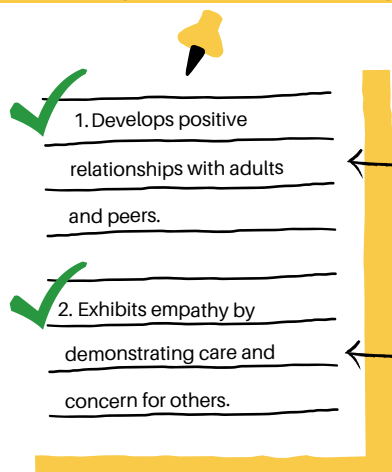 1. Develops positive
relationships with adults
and peers.
2. Exhibits empathy by
demonstrating care and
concern for others.